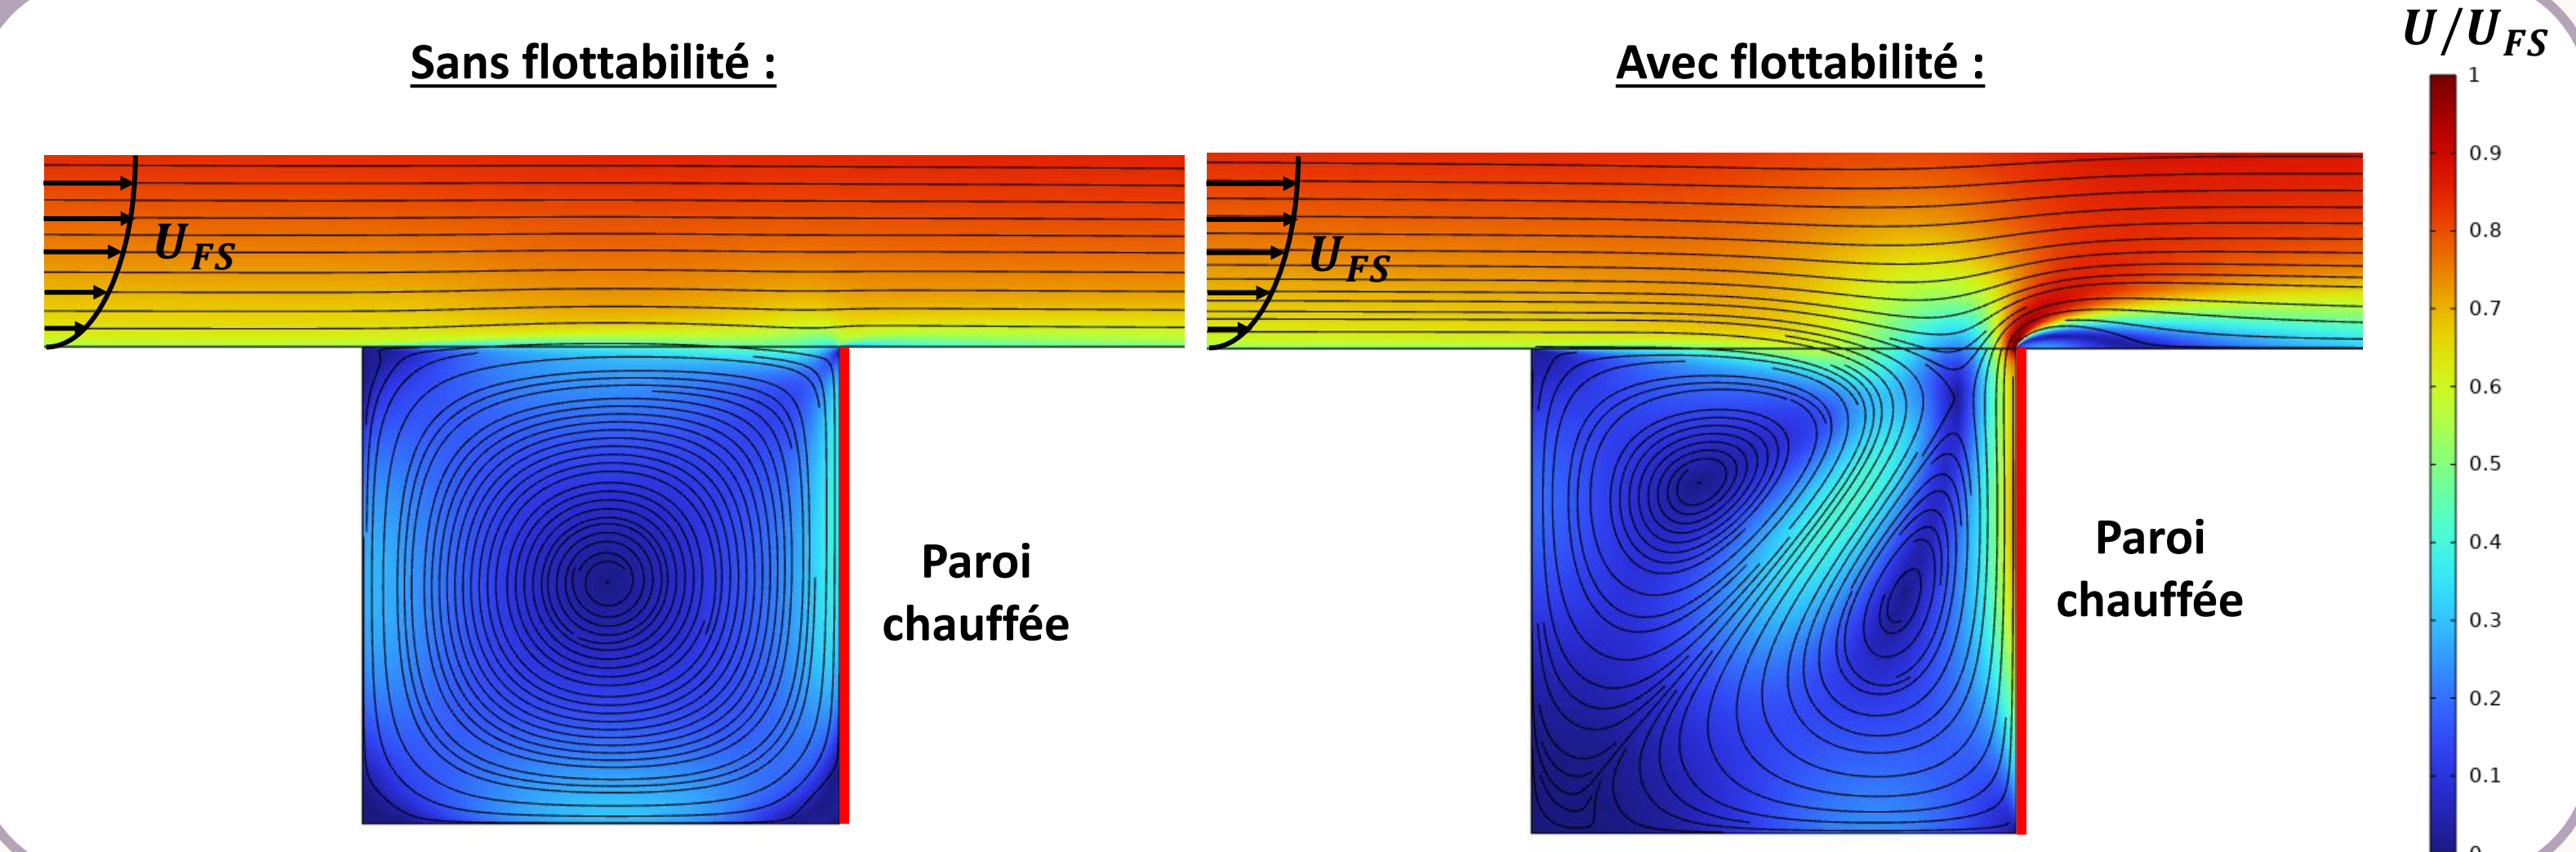 Sans flottabilité :
Avec flottabilité :
U/U_FS
U_FS
U_FS
Paroi
chauffée
Paroi
chauffée
1
0.9
0.8
0.7
0.6
0.5
0.4
0.3
0.2
0.1
0